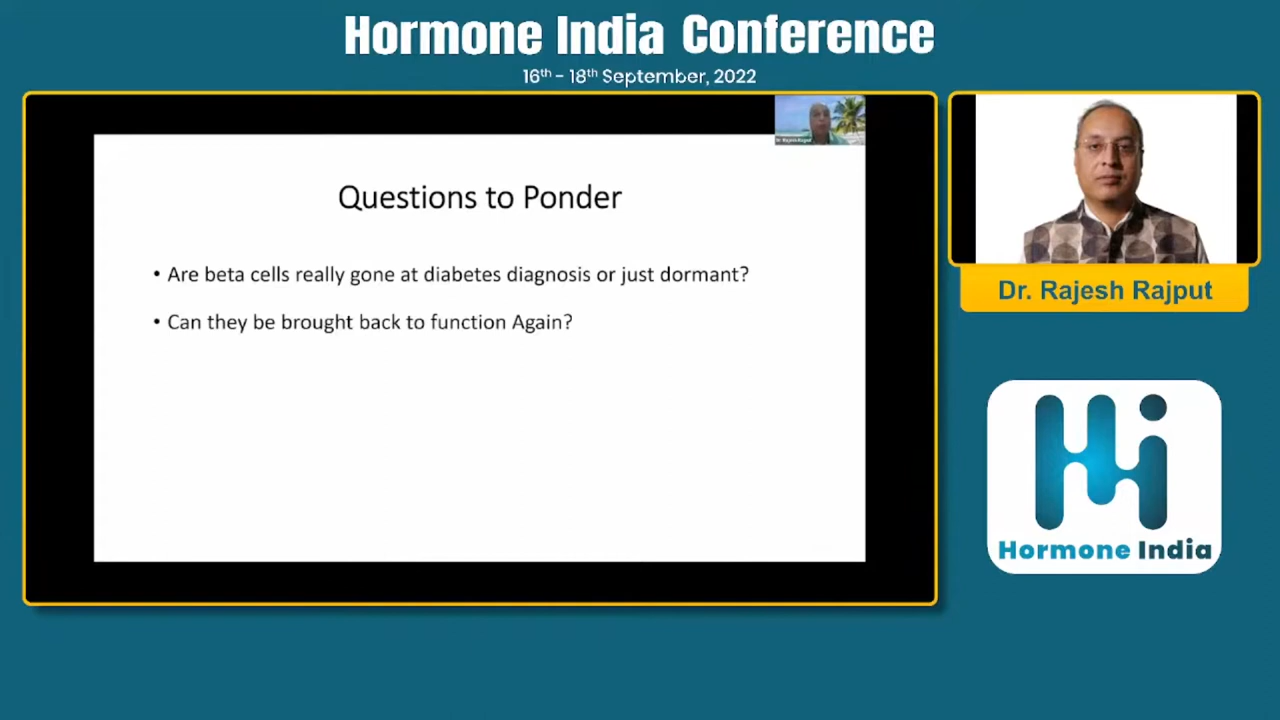 Hormone India Conference
16th - 18th September, 2022
Questions to Ponder
• Are beta cells really gone at diabetes diagnosis or just dormant?
• Can they be brought back to function Again?
Dr. Rajesh Rajput
Hormone India